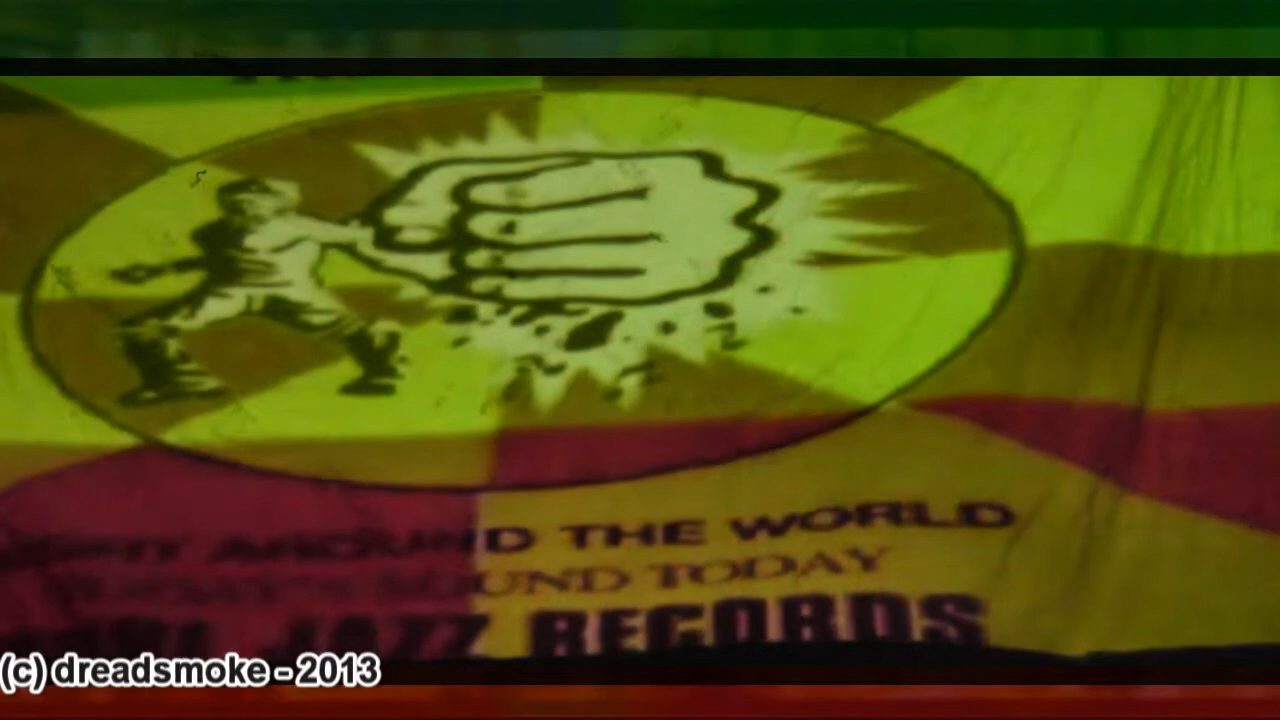 AROUND THE WORLD
SOUND TODAY
JAZZ RECORDS
(c) dreadsmoke - 2013